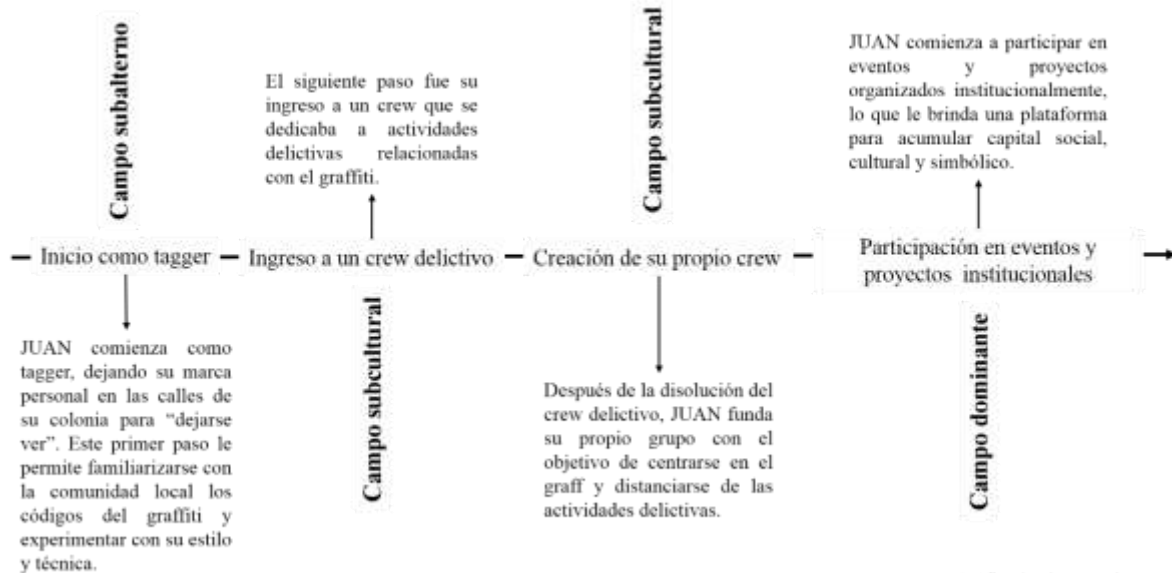 Campo subalterno
Inicio como tagger
JUAN comienza como
tagger, dejando su marca
personal en las calles de
su colonia para “dejarse
ver”. Este primer paso le
permite familiarizarse con
la comunidad local los
códigos del graffiti y
experimentar con su estilo
y técnica.
El siguiente paso fue su
ingreso a un crew que se
dedicaba a actividades
delictivas relacionadas
con el graffiti.
Ingreso a un crew delictivo
Campo subcultural
Campo subcultural
Creación de su propio crew
Después de la disolución del
crew delictivo, JUAN funda
su propio grupo con el
objetivo de centrarse en el
graff y distanciarse de las
actividades delictivas.
JUAN comienza a participar en
eventos y proyectos
organizados institucionalmente,
lo que le brinda una plataforma
para acumular capital social,
cultural y simbólico.
Participación en eventos y
proyectos institucionales
Campo dominante